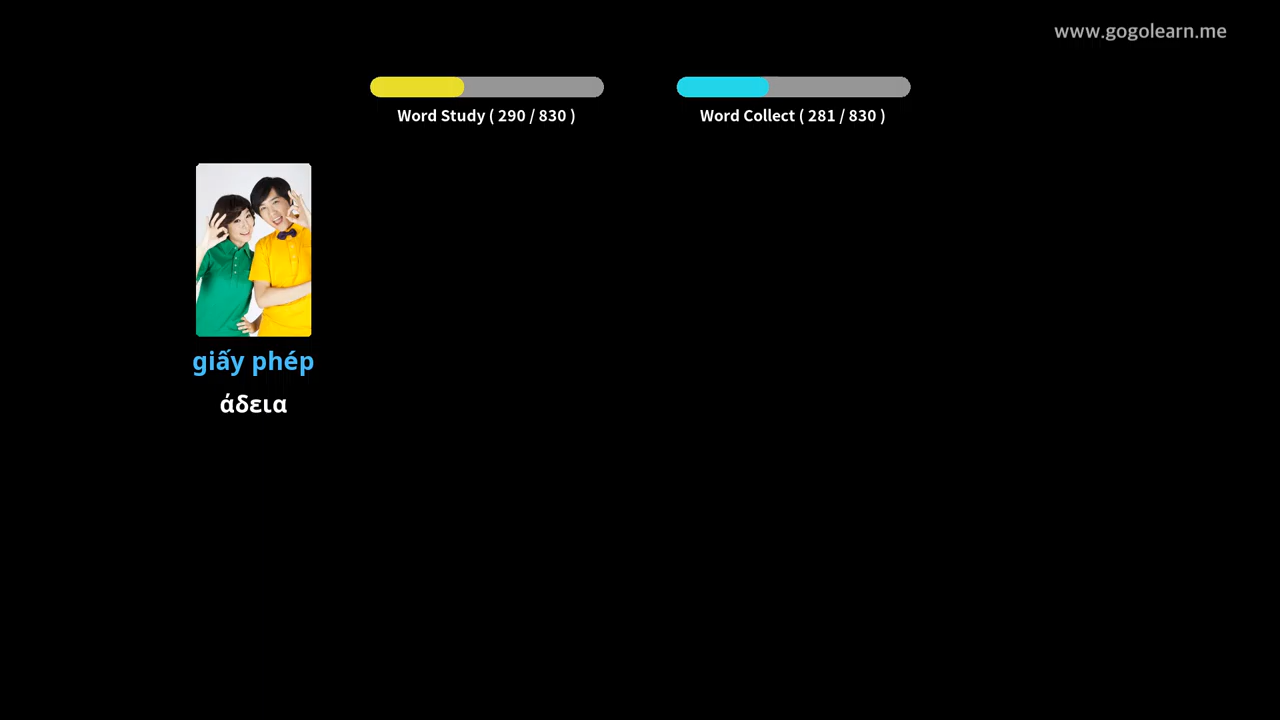 www.gogolearn.me
Word Study ( 290 / 830 )
Word Collect ( 281 / 830 )
giấy phép
άδεια